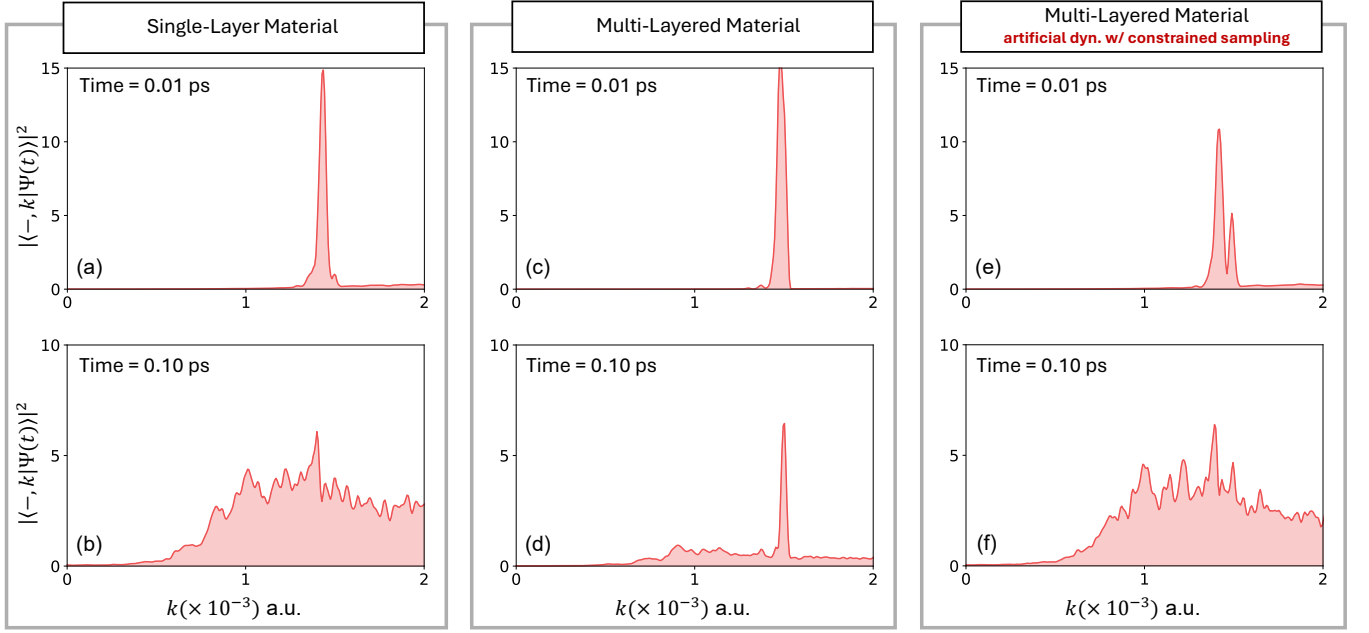 Single-Layer Material
Multi-Layered Material
Multi-Layered Material
artificial dyn. w/ constrained sampling
15
10
5
0
|⟨−, k|Ψ(t)⟩|²
Time = 0.01 ps
(a)
0
1
2
15
10
5
0
Time = 0.01 ps
(c)
0
1
2
15
10
5
0
Time = 0.01 ps
(e)
0
1
2
10
5
0
|⟨−, k|Ψ(t)⟩|²
Time = 0.10 ps
(b)
0
1
2
k(× 10⁻³) a.u.
10
5
0
Time = 0.10 ps
(d)
0
1
2
k(× 10⁻³) a.u.
10
5
0
Time = 0.10 ps
(f)
0
1
2
k(× 10⁻³) a.u.